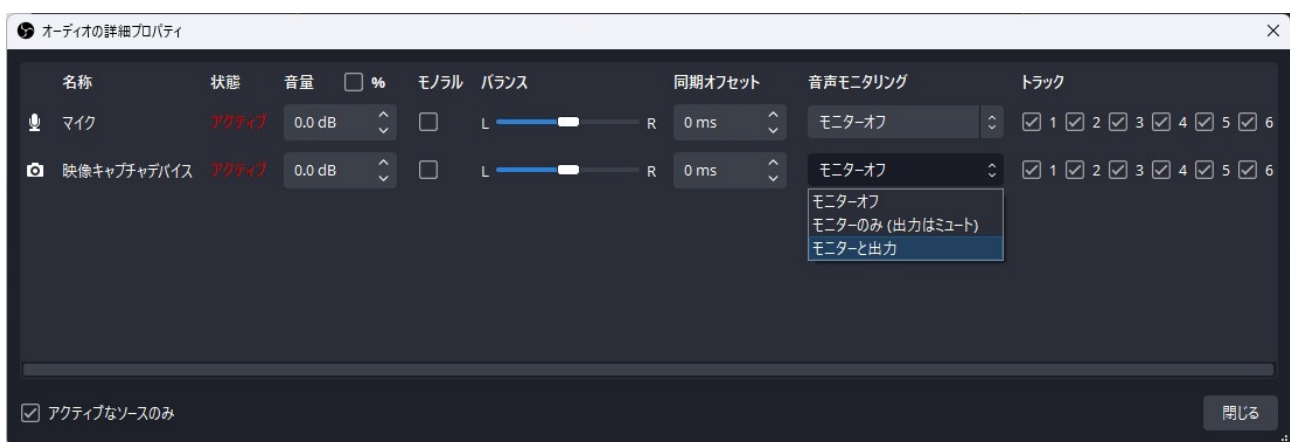 オーディオの詳細プロパティ
名称 状態 音量 % モノラル バランス 同期オフセット 音声モニタリング トラック
マイク アクティブ 0.0 dB L R 0 ms モニターオフ 1 2 3 4 5 6
映像キャプチャデバイス アクティブ 0.0 dB L R 0 ms モニターオフ 1 2 3 4 5 6
モニターオフ
モニターのみ (出力はミュート)
モニターと出力
アクティブなソースのみ 閉じる